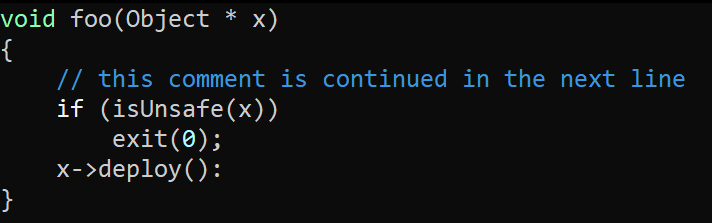 void foo(Object * x)
{
    // this comment is continued in the next line
    if (isUnsafe(x))
        exit(0);
    x->deploy():
}